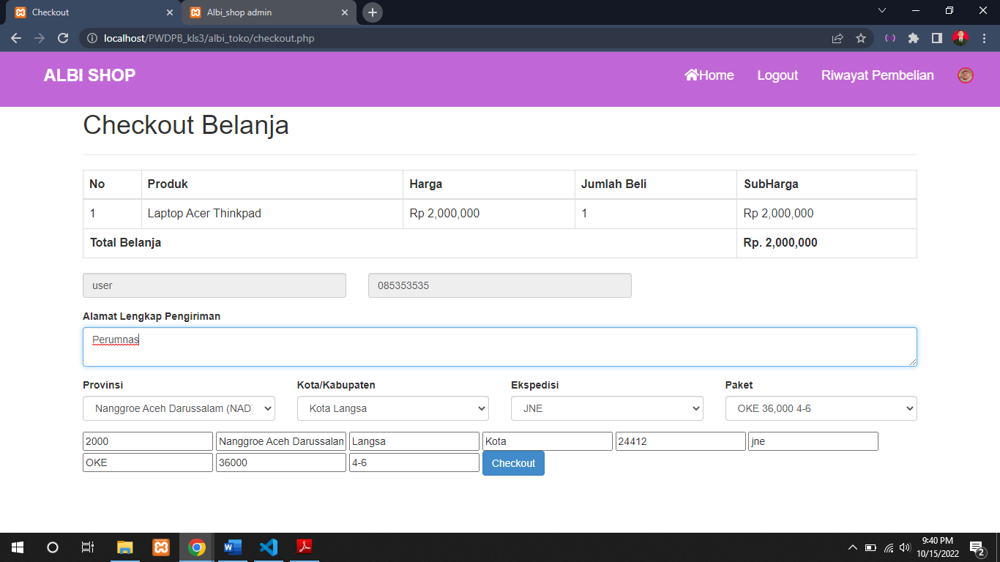 Checkout
Albi_shop admin
localhost/PWDPB_kls3/albi_toko/checkout.php
ALBI SHOP
Home Logout Riwayat Pembelian
Checkout Belanja
No Produk Harga Jumlah Beli SubHarga
1 Laptop Acer Thinkpad Rp 2,000,000 1 Rp 2,000,000
Total Belanja Rp. 2,000,000
user 085353535
Alamat Lengkap Pengiriman
Perumnas
Provinsi Kota/Kabupaten Ekspedisi Paket
Nanggroe Aceh Darussalam (NAD) Kota Langsa JNE OKE 36,000 4-6
2000 Nanggroe Aceh Darussalan Langsa Kota 24412 jne
OKE 36000 4-6 Checkout
9:40 PM
10/15/2022
2